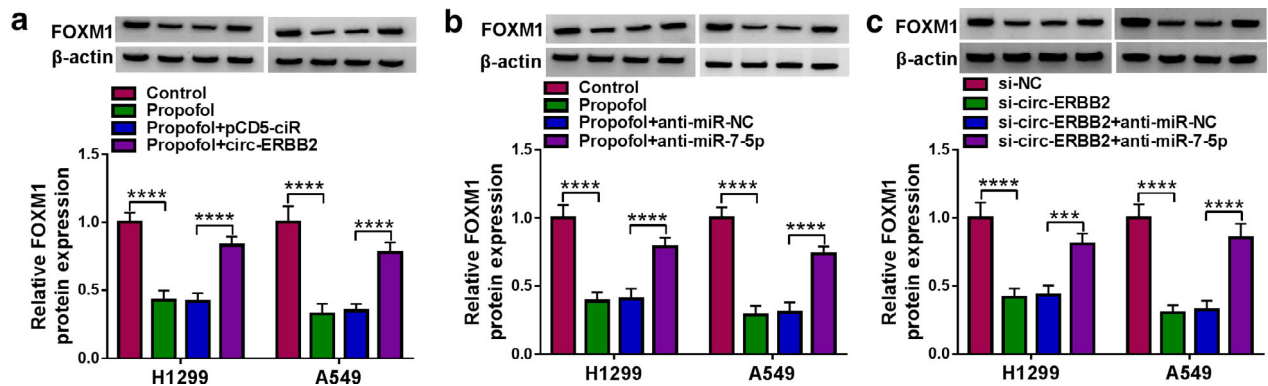 a
FOXM1
β-actin
Control
Propofol
Propofol+pCD5-ciR
Propofol+circ-ERBB2
Relative FOXM1
protein expression
1.5
1.0
0.5
0.0
****
****
****
****
H1299
A549
b
FOXM1
β-actin
Control
Propofol
Propofol+anti-miR-NC
Propofol+anti-miR-7-5p
Relative FOXM1
protein expression
1.5
1.0
0.5
0.0
****
****
****
****
H1299
A549
c
FOXM1
β-actin
si-NC
si-circ-ERBB2
si-circ-ERBB2+anti-miR-NC
si-circ-ERBB2+anti-miR-7-5p
Relative FOXM1
protein expression
1.5
1.0
0.5
0.0
****
***
****
****
H1299
A549